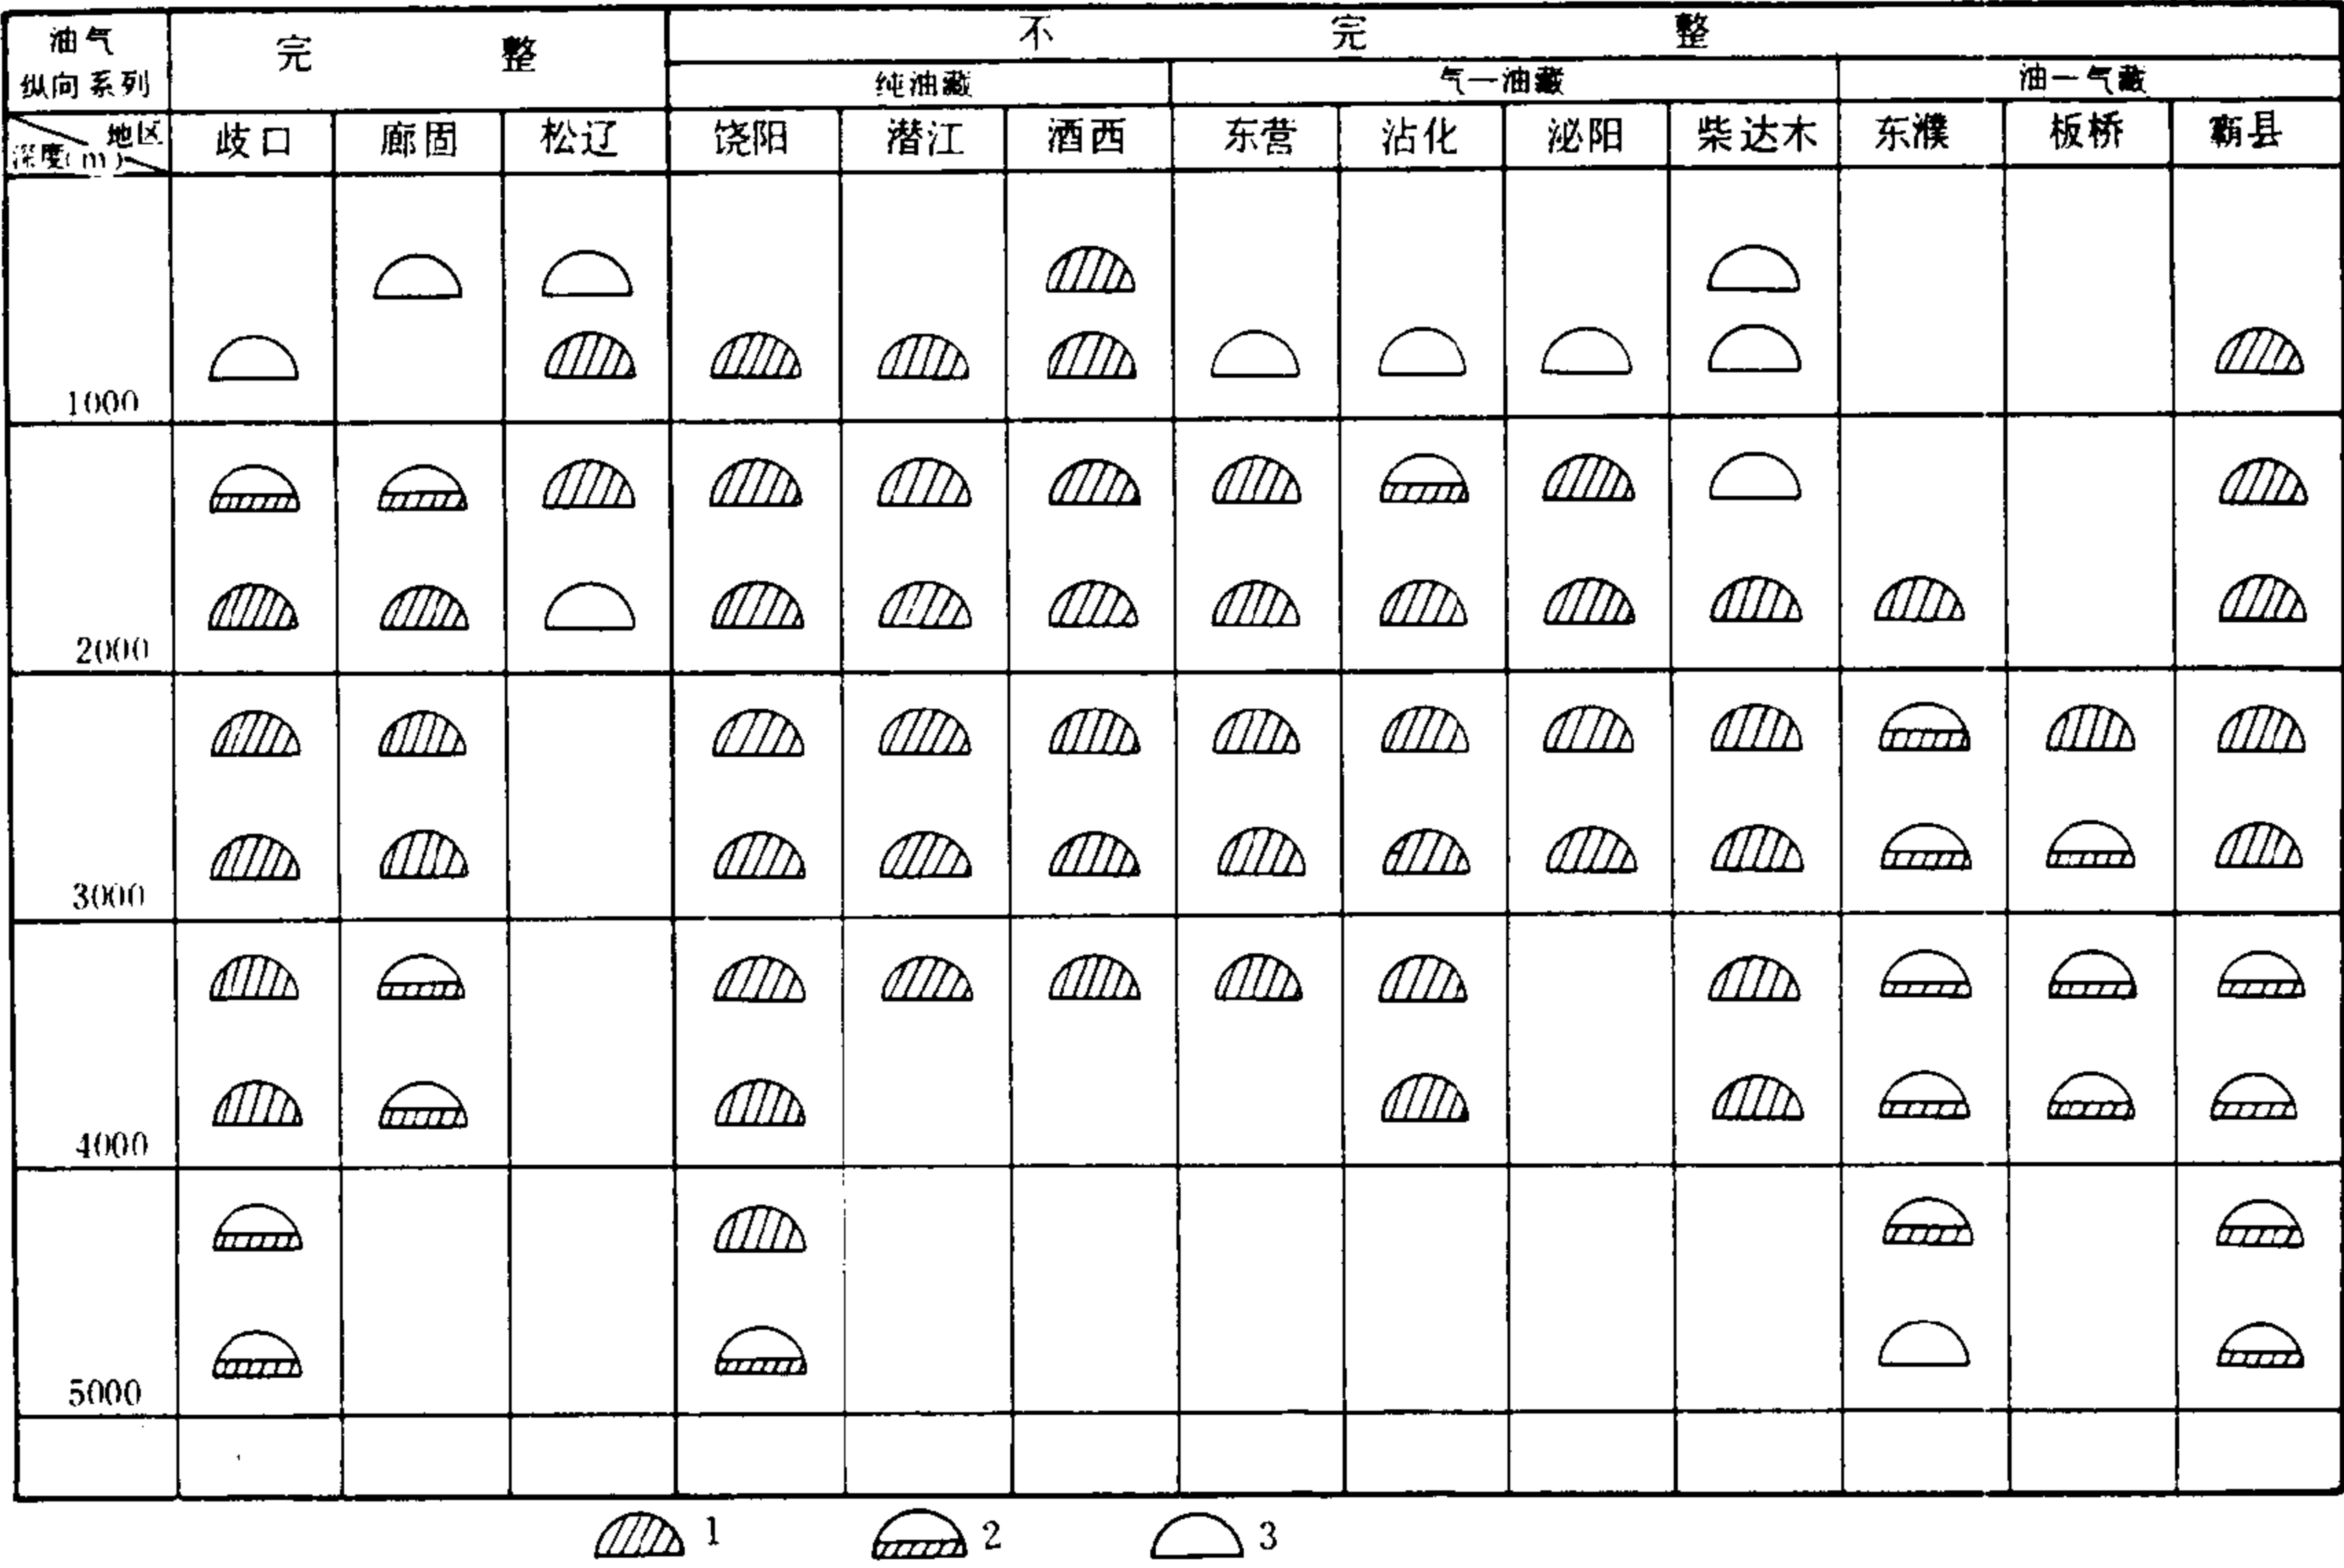 油气 完 整 不 完 整
纵向系列 纯油藏 气一油藏 油一气藏
地区 歧口 廊固 松辽 饶阳 潜江 酒西 东营 沾化 泌阳 柴达木 东濮 板桥 霸县
深度(m)
1000
2000
3000
4000
5000
1 2 3